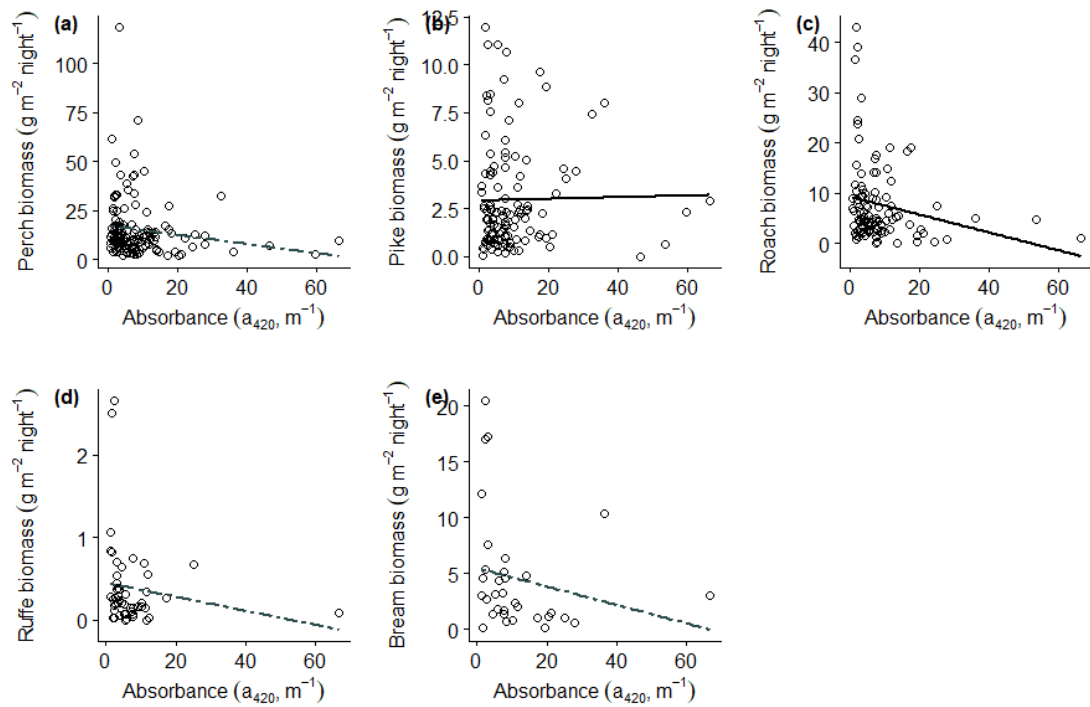 (a)
Perch biomass (g m⁻² night⁻¹)
100
75
50
25
0
0 20 40 60
Absorbance (a₄₂₀, m⁻¹)
(b)
Pike biomass (g m⁻² night⁻¹)
12.5
10.0
7.5
5.0
2.5
0.0
0 20 40 60
Absorbance (a₄₂₀, m⁻¹)
(c)
Roach biomass (g m⁻² night⁻¹)
40
30
20
10
0
0 20 40 60
Absorbance (a₄₂₀, m⁻¹)
(d)
Ruffe biomass (g m⁻² night⁻¹)
2
1
0
0 20 40 60
Absorbance (a₄₂₀, m⁻¹)
(e)
Bream biomass (g m⁻² night⁻¹)
20
15
10
5
0
0 20 40 60
Absorbance (a₄₂₀, m⁻¹)